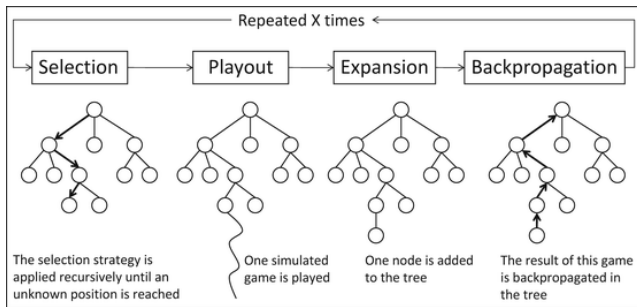 Repeated X times
Selection
Playout
Expansion
Backpropagation
The selection strategy is
applied recursively until an
unknown position is reached
One simulated
game is played
One node is added
to the tree
The result of this game
is backpropagated in
the tree